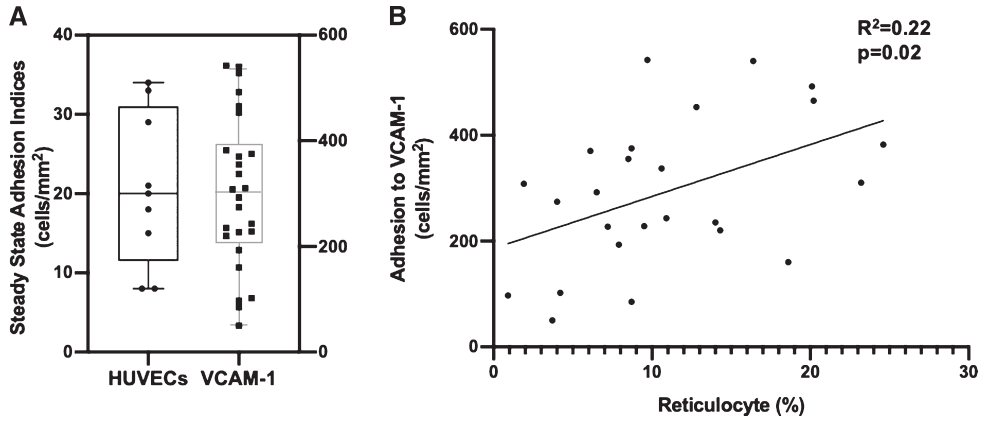 A
Steady State Adhesion Indices
(cells/mm²)
40
30
20
10
0
600
400
200
0
HUVECs VCAM-1
B
Adhesion to VCAM-1
(cells/mm²)
600
400
200
0
R²=0.22
p=0.02
0 10 20 30
Reticulocyte (%)